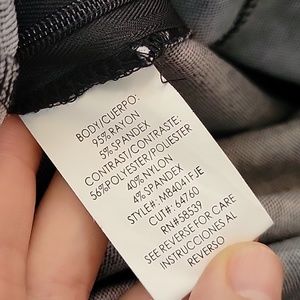 BODY/CUERPO:
95% RAYON
5% SPANDEX
CONTRAST/CONTRASTE:
56% POLYESTER/POLIESTER
40% NYLON
4% SPANDEX
STYLE#: MB4041FJE
CUT#: 64760
RN#58539
SEE REVERSE FOR CARE
INSTRUCCIONES AL
REVERSO